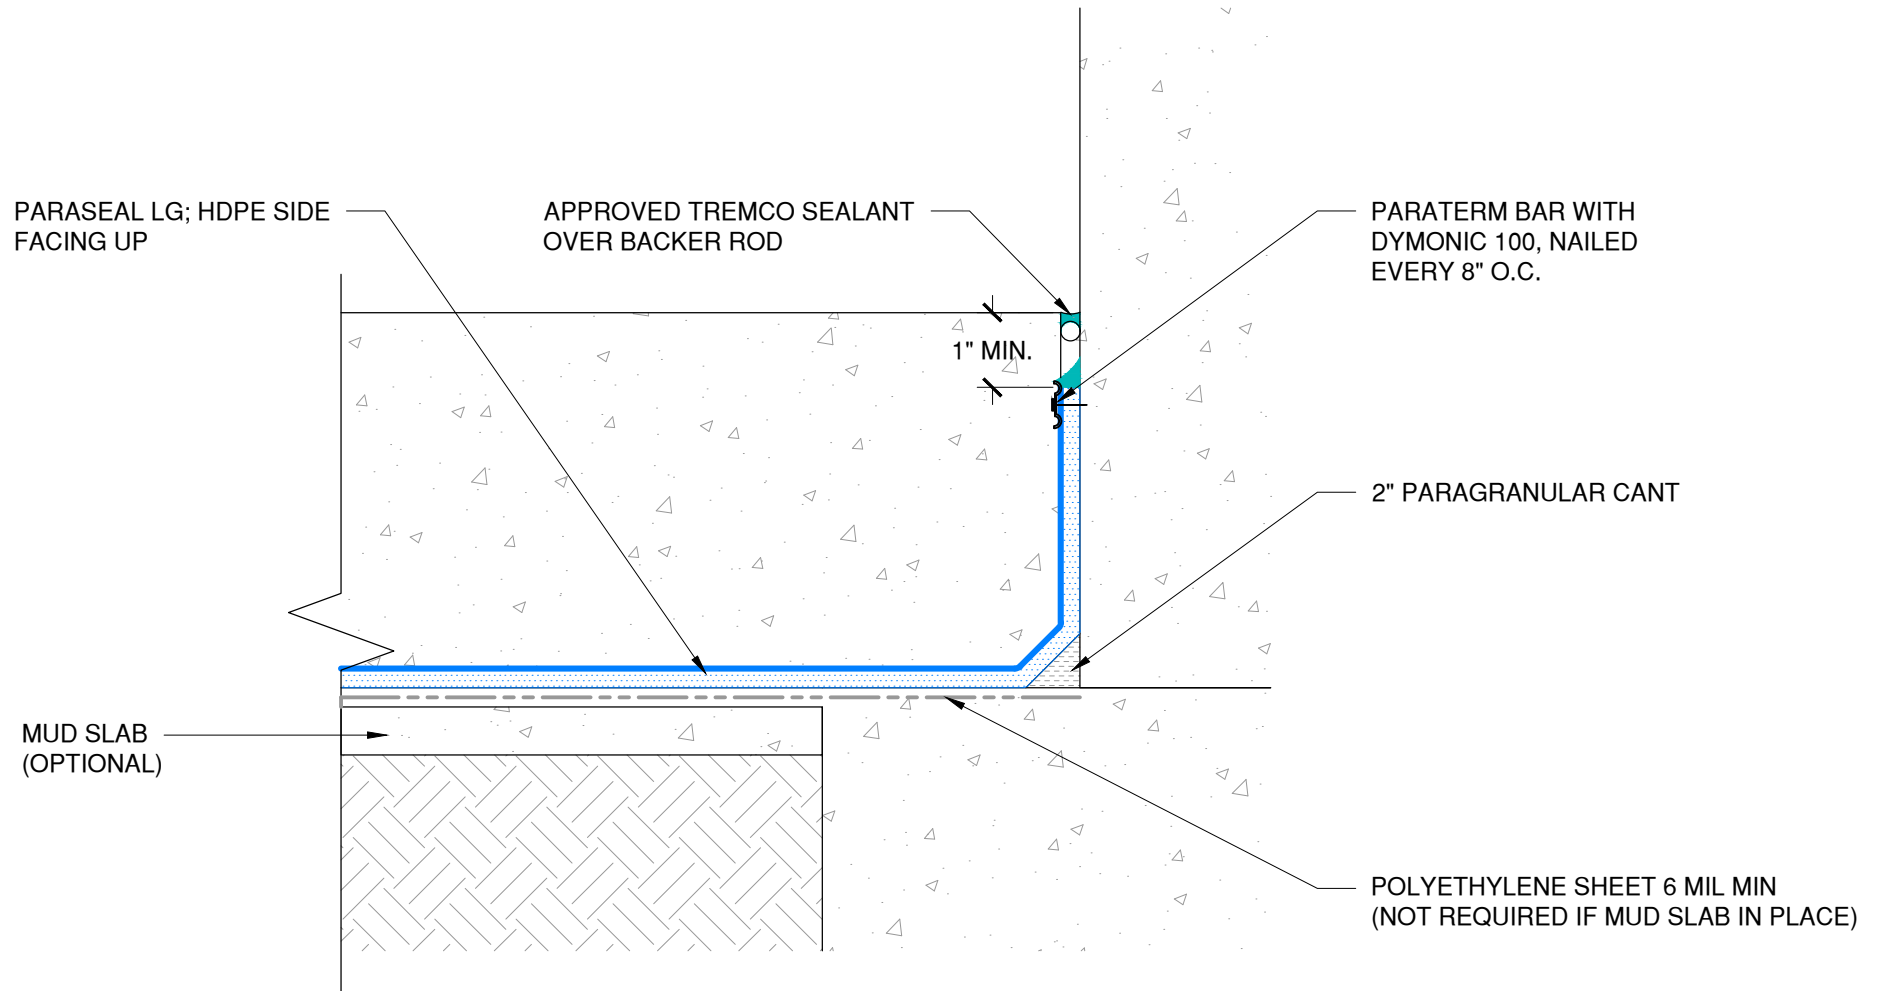 PARASEAL LG; HDPE SIDE
FACING UP
APPROVED TREMCO SEALANT
OVER BACKER ROD
PARATERM BAR WITH
DYMONIC 100, NAILED
EVERY 8" O.C.
1" MIN.
2" PARAGRANULAR CANT
MUD SLAB
(OPTIONAL)
POLYETHYLENE SHEET 6 MIL MIN
(NOT REQUIRED IF MUD SLAB IN PLACE)